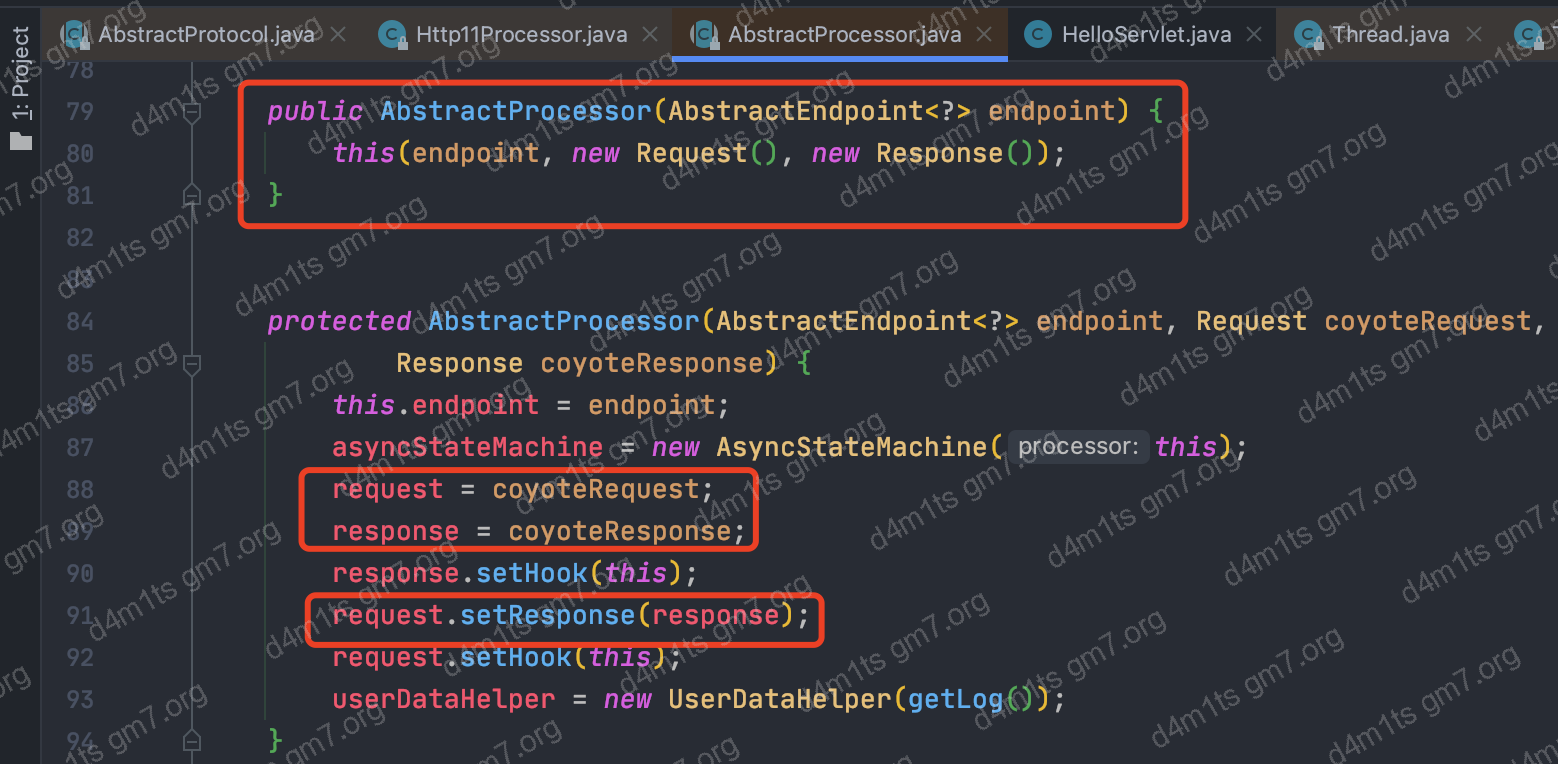 1: Project
AbstractProtocol.java
Http11Processor.java
AbstractProcessor.java
HelloServlet.java
Thread.java
78
79 public AbstractProcessor(AbstractEndpoint<?> endpoint) {
80 this(endpoint, new Request(), new Response());
81 }
82
83
84 protected AbstractProcessor(AbstractEndpoint<?> endpoint, Request coyoteRequest,
85 Response coyoteResponse) {
86 this.endpoint = endpoint;
87 asyncStateMachine = new AsyncStateMachine( processor: this);
88 request = coyoteRequest;
89 response = coyoteResponse;
90 response.setHook(this);
91 request.setResponse(response);
92 request.setHook(this);
93 userDataHelper = new UserDataHelper(getLog());
94 }
d4m1ts gm7.org